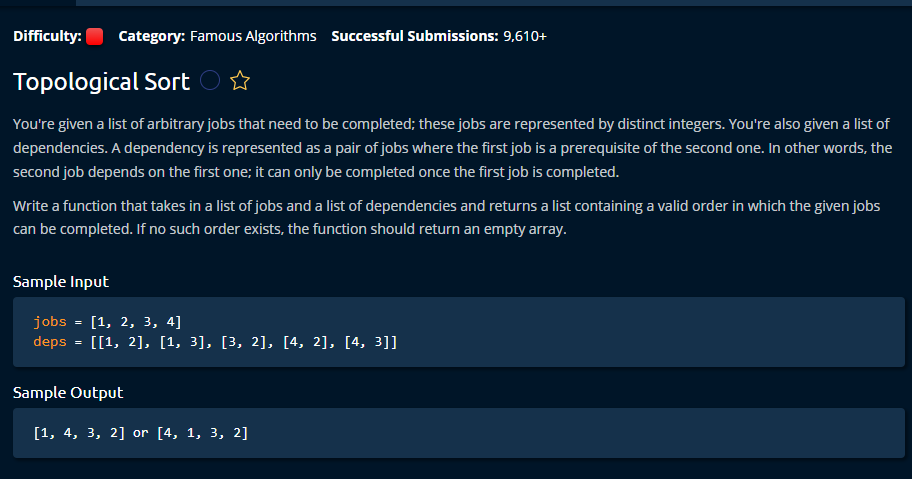 Difficulty: Category: Famous Algorithms Successful Submissions: 9,610+
Topological Sort
You're given a list of arbitrary jobs that need to be completed; these jobs are represented by distinct integers. You're also given a list of
dependencies. A dependency is represented as a pair of jobs where the first job is a prerequisite of the second one. In other words, the
second job depends on the first one; it can only be completed once the first job is completed.
Write a function that takes in a list of jobs and a list of dependencies and returns a list containing a valid order in which the given jobs
can be completed. If no such order exists, the function should return an empty array.
Sample Input
jobs = [1, 2, 3, 4]
deps = [[1, 2], [1, 3], [3, 2], [4, 2], [4, 3]]
Sample Output
[1, 4, 3, 2] or [4, 1, 3, 2]